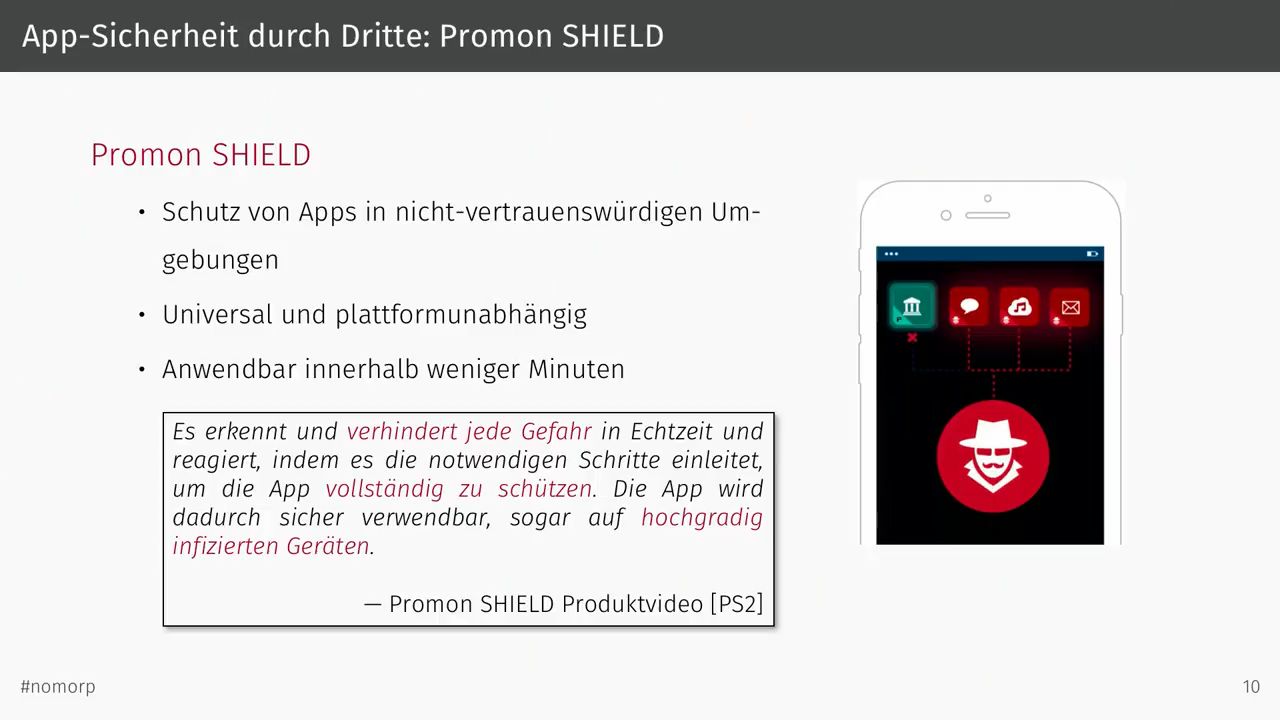 App-Sicherheit durch Dritte: Promon SHIELD
Promon SHIELD
• Schutz von Apps in nicht-vertrauenswürdigen Um-
gebungen
• Universal und plattformunabhängig
• Anwendbar innerhalb weniger Minuten
Es erkennt und verhindert jede Gefahr in Echtzeit und
reagiert, indem es die notwendigen Schritte einleitet,
um die App vollständig zu schützen. Die App wird
dadurch sicher verwendbar, sogar auf hochgradig
infizierten Geräten.
— Promon SHIELD Produktvideo [PS2]
#nomorp
10